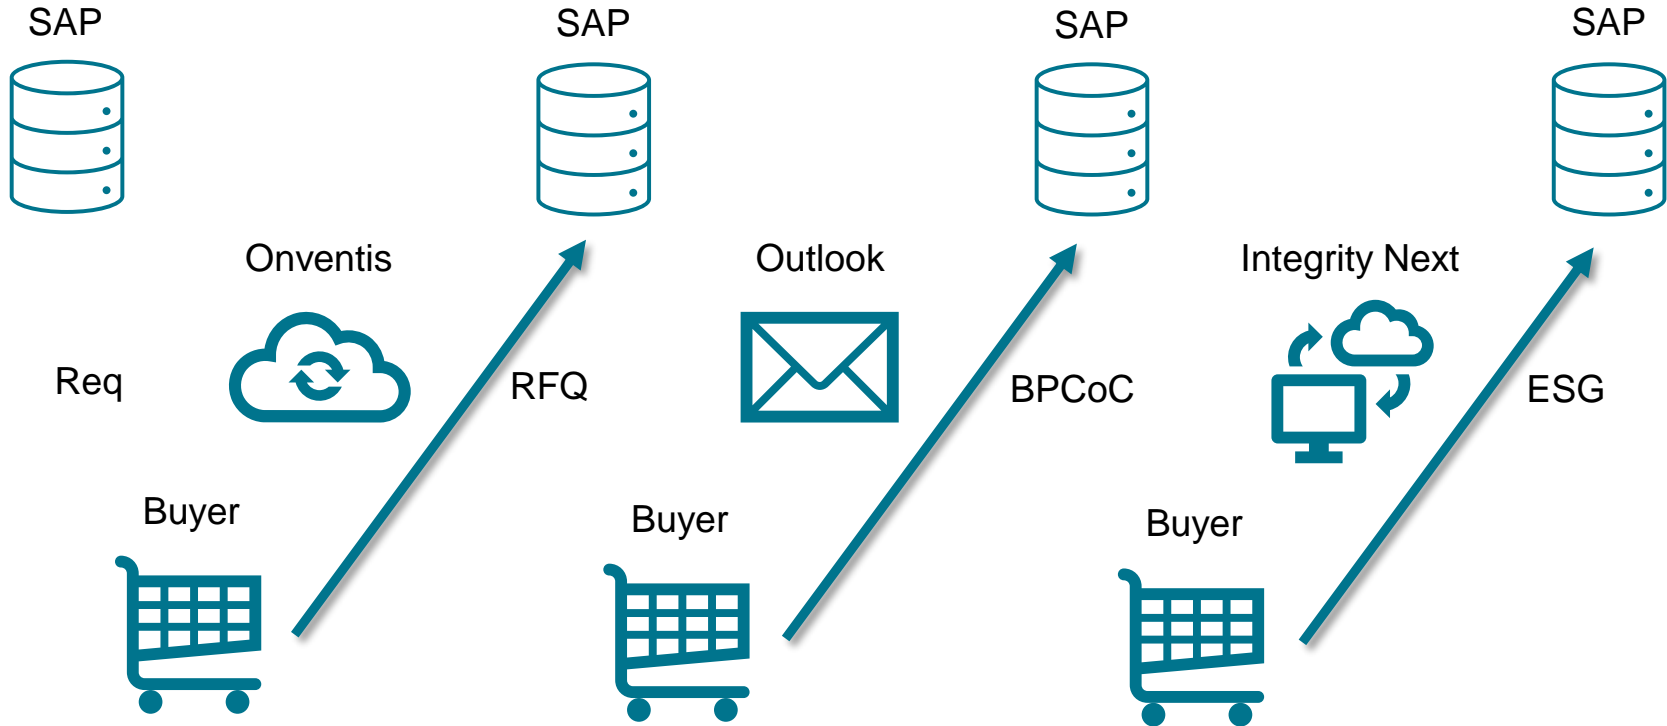 SAP
SAP
SAP
SAP
Onventis
Outlook
Integrity Next
Req
RFQ
BPCoC
ESG
Buyer
Buyer
Buyer